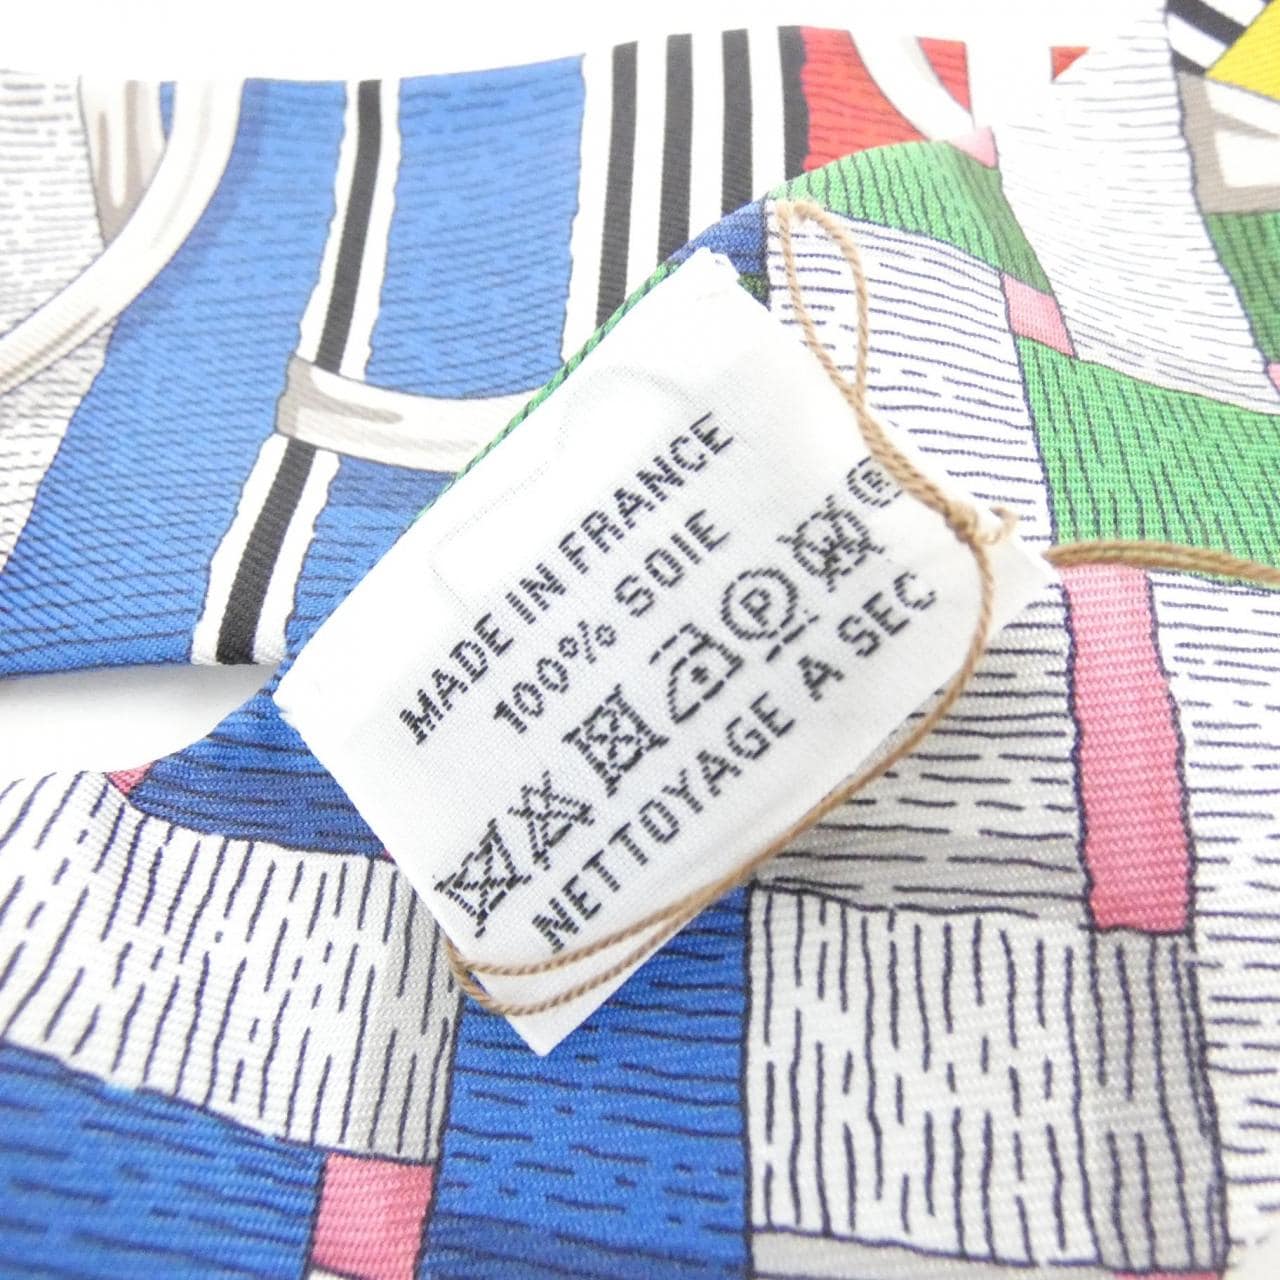 MADE IN FRANCE
100% SOIE
P ®
NETTOYAGE A SEC